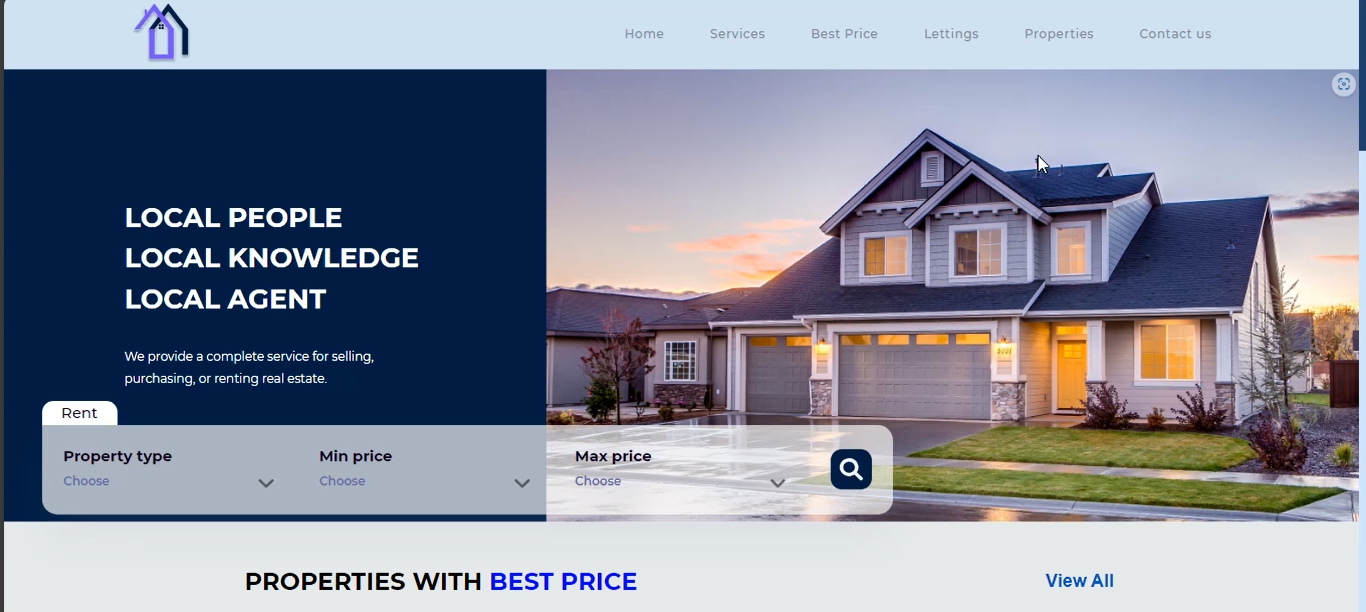 Home Services Best Price Lettings Properties Contact us
LOCAL PEOPLE
LOCAL KNOWLEDGE
LOCAL AGENT
We provide a complete service for selling,
purchasing, or renting real estate.
Rent
Property type Min price Max price
Choose Choose Choose
PROPERTIES WITH BEST PRICE View All